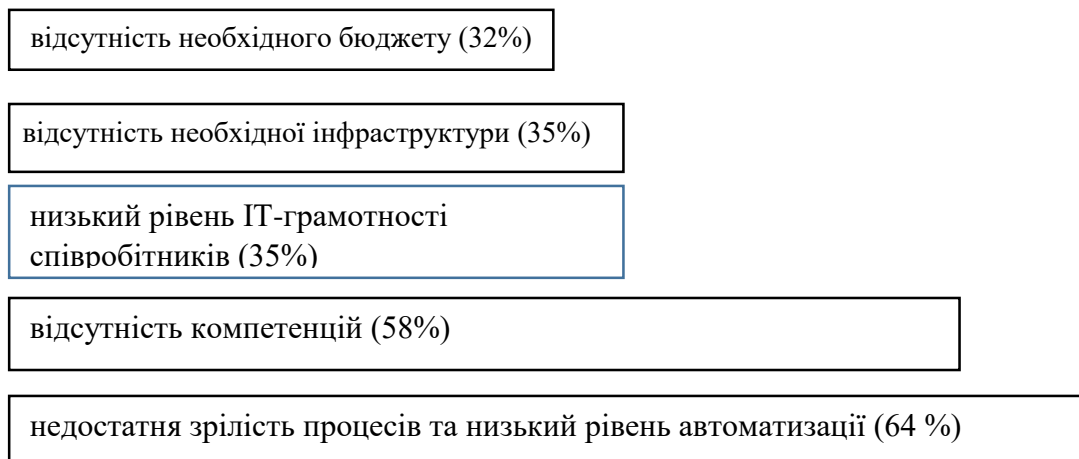 відсутність необхідного бюджету (32%)
відсутність необхідної інфраструктури (35%)
низький рівень ІТ-грамотності
співробітників (35%)
відсутність компетенцій (58%)
недостатня зрілість процесів та низький рівень автоматизації (64 %)